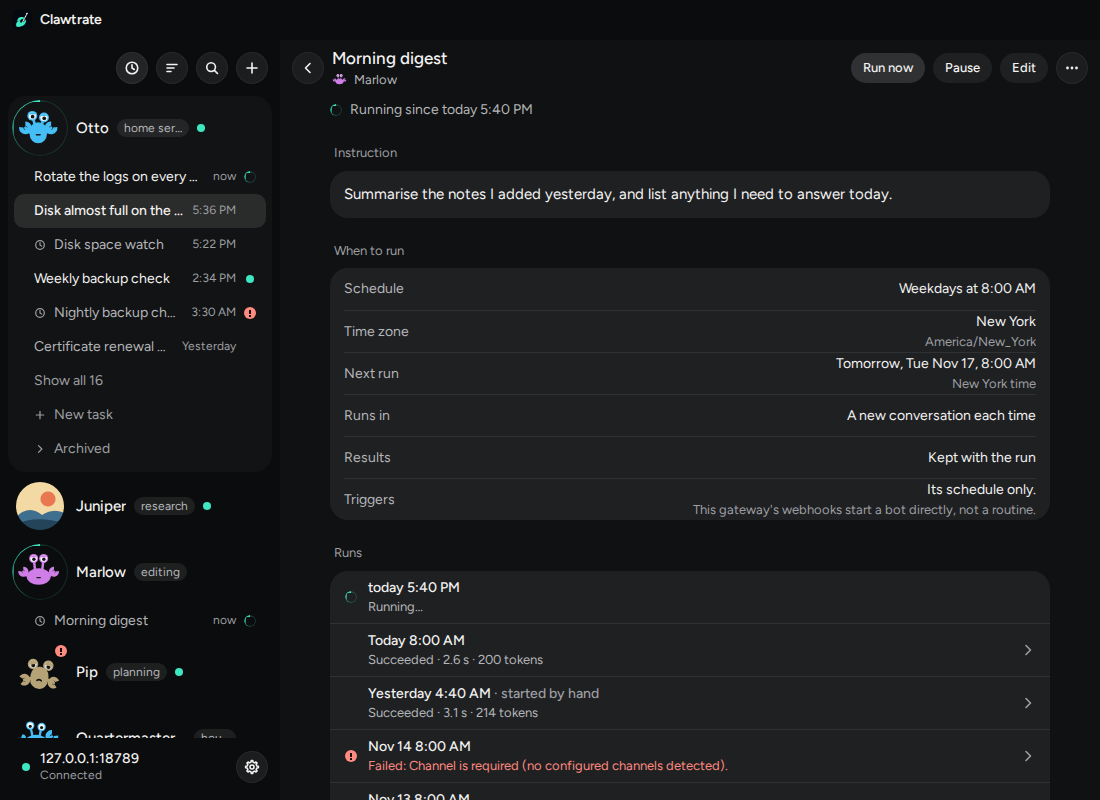 Clawtrate
Otto home ser...
Rotate the logs on every ... now
Disk almost full on the ... 5:36 PM
Disk space watch 5:22 PM
Weekly backup check 2:34 PM
Nightly backup ch... 3:30 AM
Certificate renewal ... Yesterday
Show all 16
New task
Archived
Juniper research
Marlow editing
Morning digest now
Pip planning
Quartermaster
127.0.0.1:18789
Connected
Morning digest
Marlow
Run now Pause Edit
Running since today 5:40 PM
Instruction
Summarise the notes I added yesterday, and list anything I need to answer today.
When to run
Schedule Weekdays at 8:00 AM
Time zone New York
America/New_York
Next run Tomorrow, Tue Nov 17, 8:00 AM
New York time
Runs in A new conversation each time
Results Kept with the run
Triggers Its schedule only.
This gateway's webhooks start a bot directly, not a routine.
Runs
today 5:40 PM
Running...
Today 8:00 AM
Succeeded · 2.6 s · 200 tokens
Yesterday 4:40 AM · started by hand
Succeeded · 3.1 s · 214 tokens
Nov 14 8:00 AM
Failed: Channel is required (no configured channels detected).
Nov 13 8:00 AM